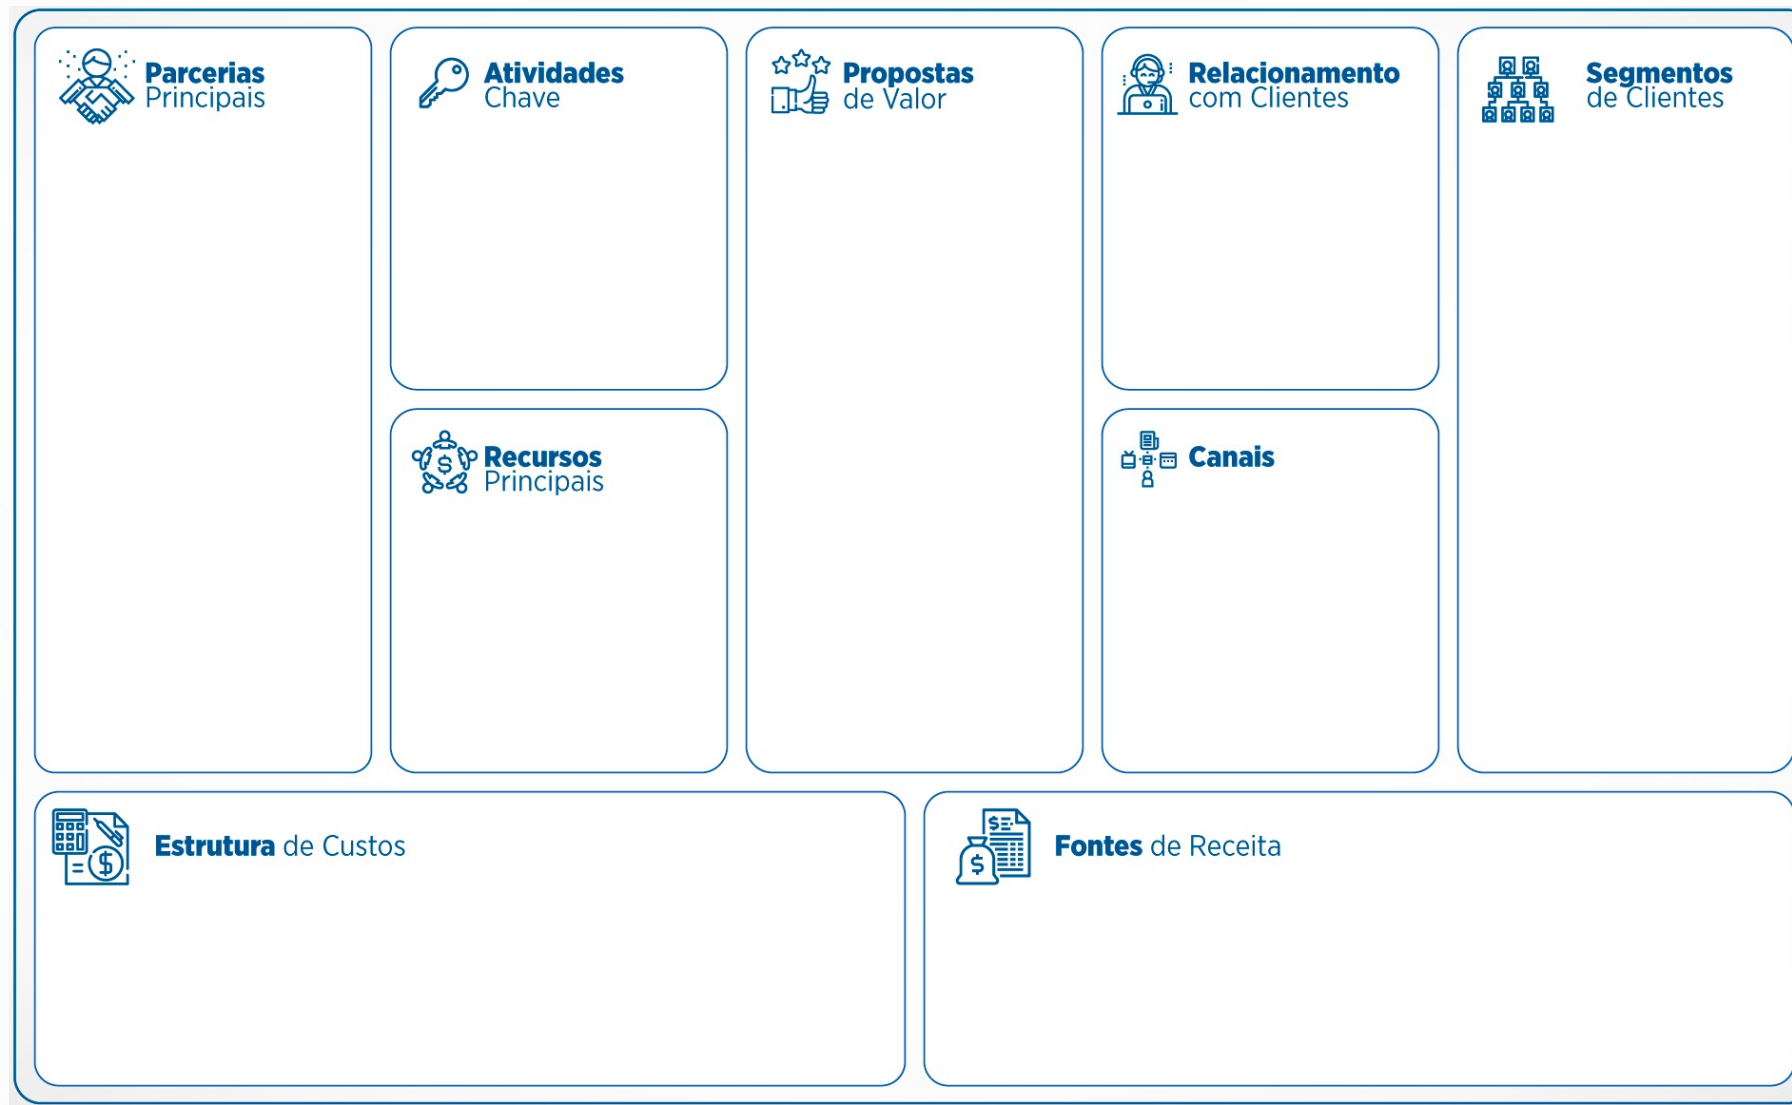 Parcerias
Principais
Atividades
Chave
Propostas
de Valor
Relacionamento
com Clientes
Segmentos
de Clientes
Recursos
Principais
Canais
Estrutura de Custos
Fontes de Receita